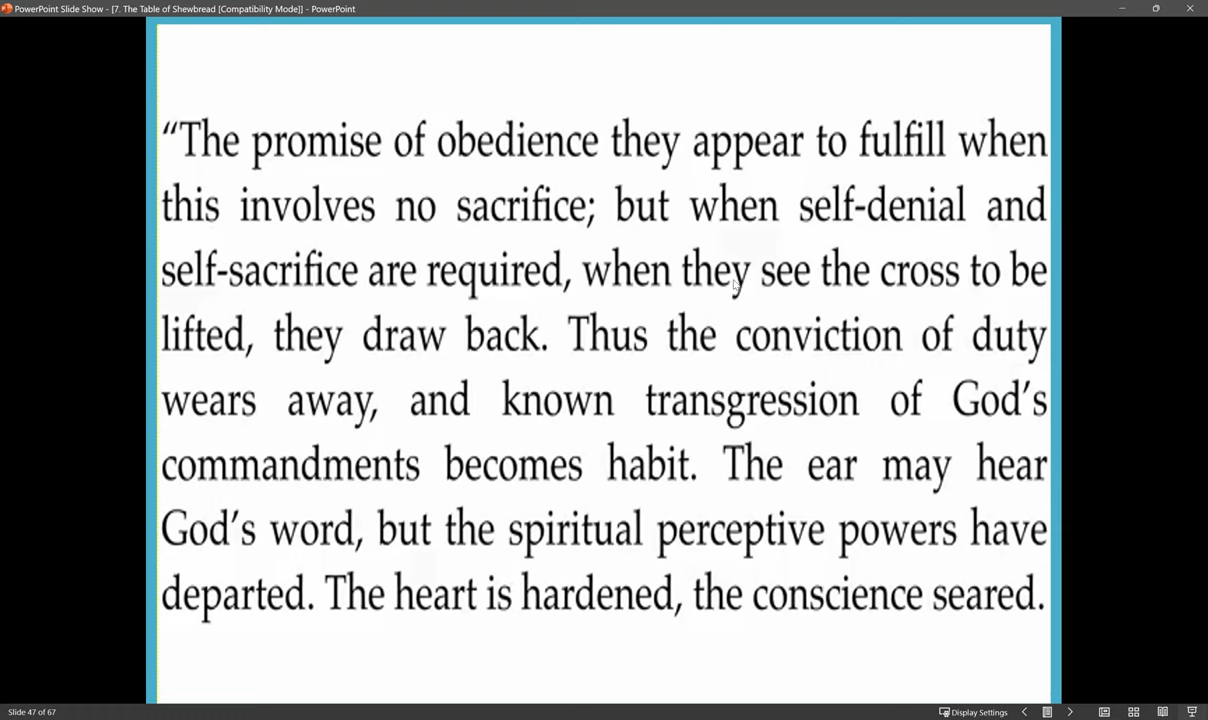 PowerPoint Slide Show - [7. The Table of Shewbread [Compatibility Mode]] - PowerPoint
“The promise of obedience they appear to fulfill when
this involves no sacrifice; but when self-denial and
self-sacrifice are required, when they see the cross to be
lifted, they draw back. Thus the conviction of duty
wears away, and known transgression of God’s
commandments becomes habit. The ear may hear
God’s word, but the spiritual perceptive powers have
departed. The heart is hardened, the conscience seared.
Slide 47 of 67
Display Settings